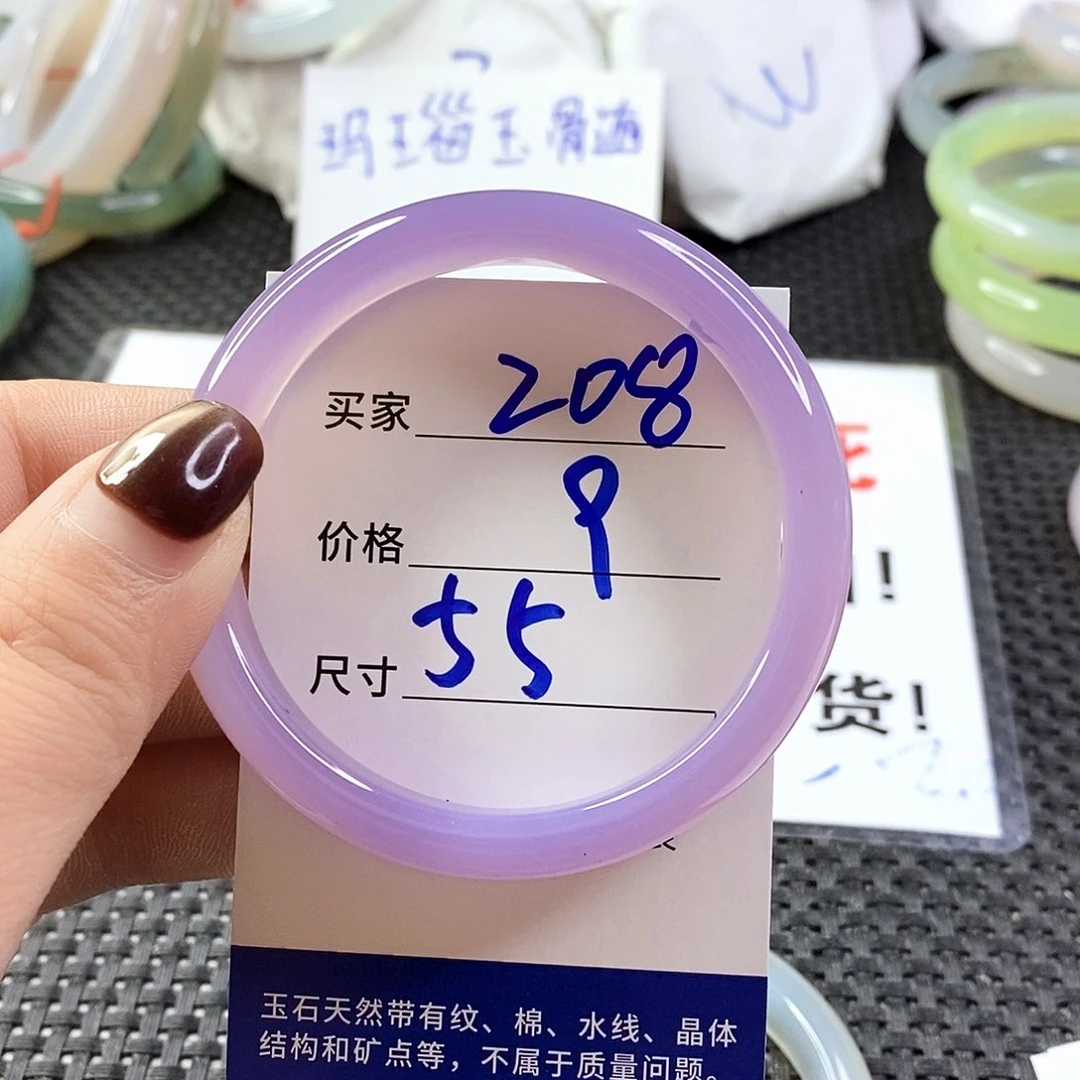 玛瑙玉骨髓
买家 208
价格 9
尺寸 55
货!
玉石天然带有纹、棉、水线、晶体
结构和矿点等，不属于质量问题。